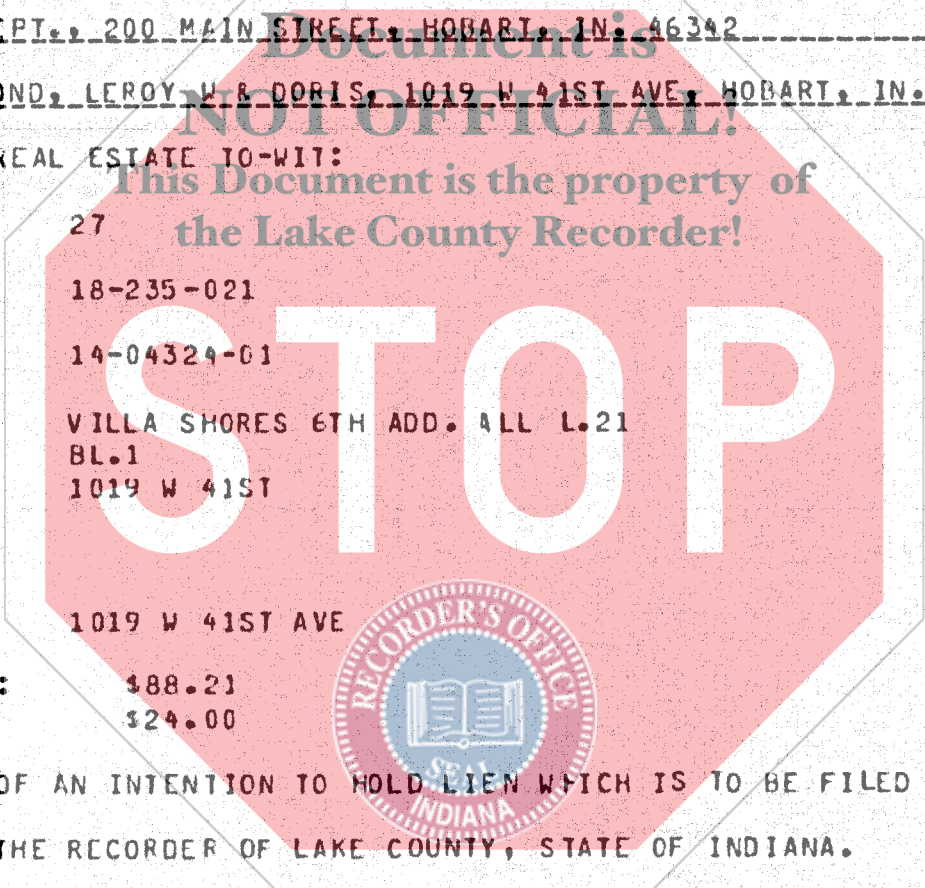 EPT., 200 MAIN STREET, HOBART, IN. 46342
Document is
OND, LEROY W & DORIS, 1019 W 41ST AVE, HOBART, IN.
NOT OFFICIAL!
REAL ESTATE TO-WIT:
This Document is the property of
27
the Lake County Recorder!
18-235-021
STOP
14-04324-01
VILLA SHORES 6TH ADD. ALL L.21
BL.1
1019 W 41ST
1019 W 41ST AVE
RECORDER'S OFFICE
: $88.21
$24.00
SEAL
INDIANA
OF AN INTENTION TO HOLD LIEN WHICH IS TO BE FILED
THE RECORDER OF LAKE COUNTY, STATE OF INDIANA.